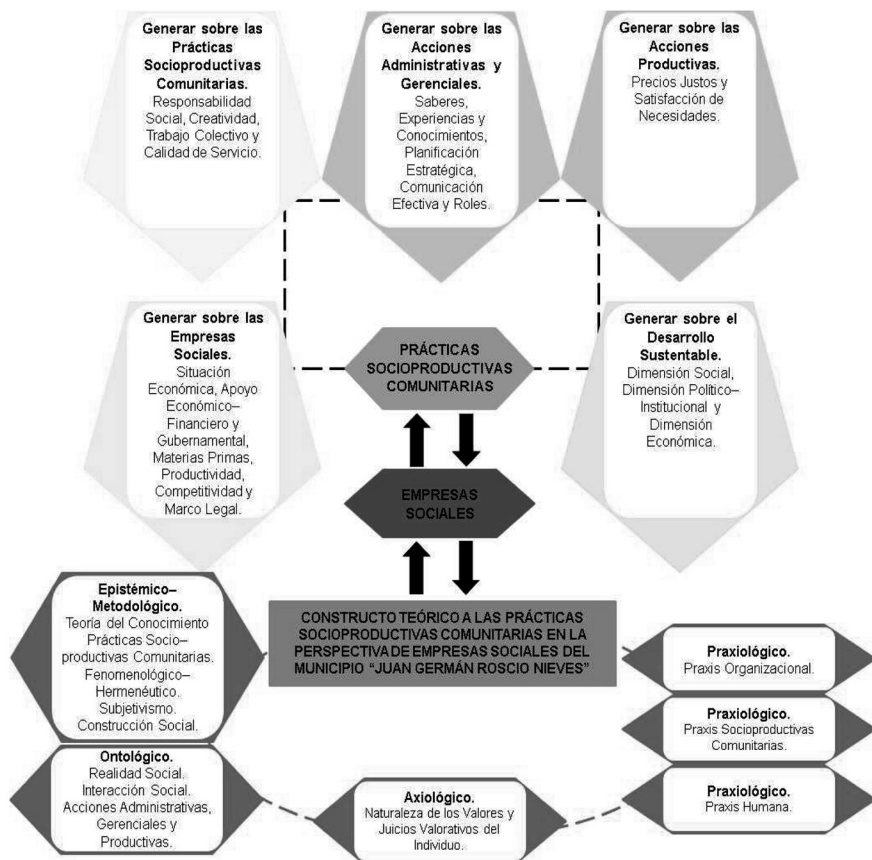 Generar sobre las
Prácticas
Socioproductivas
Comunitarias.
Responsabilidad
Social, Creatividad,
Trabajo Colectivo y
Calidad de Servicio.
Generar sobre las
Acciones
Administrativas y
Gerenciales.
Saberes,
Experiencias y
Conocimientos,
Planificación
Estratégica,
Comunicación
Efectiva y Roles.
Generar sobre las
Acciones
Productivas.
Precios Justos y
Satisfacción de
Necesidades.
Generar sobre las
Empresas
Sociales.
Situación
Económica, Apoyo
Económico–
Financiero y
Gubernamental,
Materias Primas,
Productividad,
Competitividad y
Marco Legal.
PRÁCTICAS
SOCIOPRODUCTIVAS
COMUNITARIAS
Generar sobre el
Desarrollo
Sustentable.
Dimensión Social,
Dimensión Político–
Institucional y
Dimensión
Económica.
EMPRESAS
SOCIALES
CONSTRUCTO TEÓRICO A LAS PRÁCTICAS
SOCIOPRODUCTIVAS COMUNITARIAS EN LA
PERSPECTIVA DE EMPRESAS SOCIALES DEL
MUNICIPIO “JUAN GERMÁN ROSCIO NIEVES”
Epistémico–
Metodológico.
Teoría del Conocimiento
Prácticas Socio–
productivas Comunitarias.
Fenomenológico–
Hermenéutico.
Subjetivismo.
Construcción Social.
Ontológico.
Realidad Social.
Interacción Social.
Acciones Administrativas,
Gerenciales y
Productivas.
Axiológico.
Naturaleza de los Valores y
Juicios Valorativos del
Individuo.
Praxiológico.
Praxis Organizacional.
Praxiológico.
Praxis Socioproductivas
Comunitarias.
Praxiológico.
Praxis Humana.